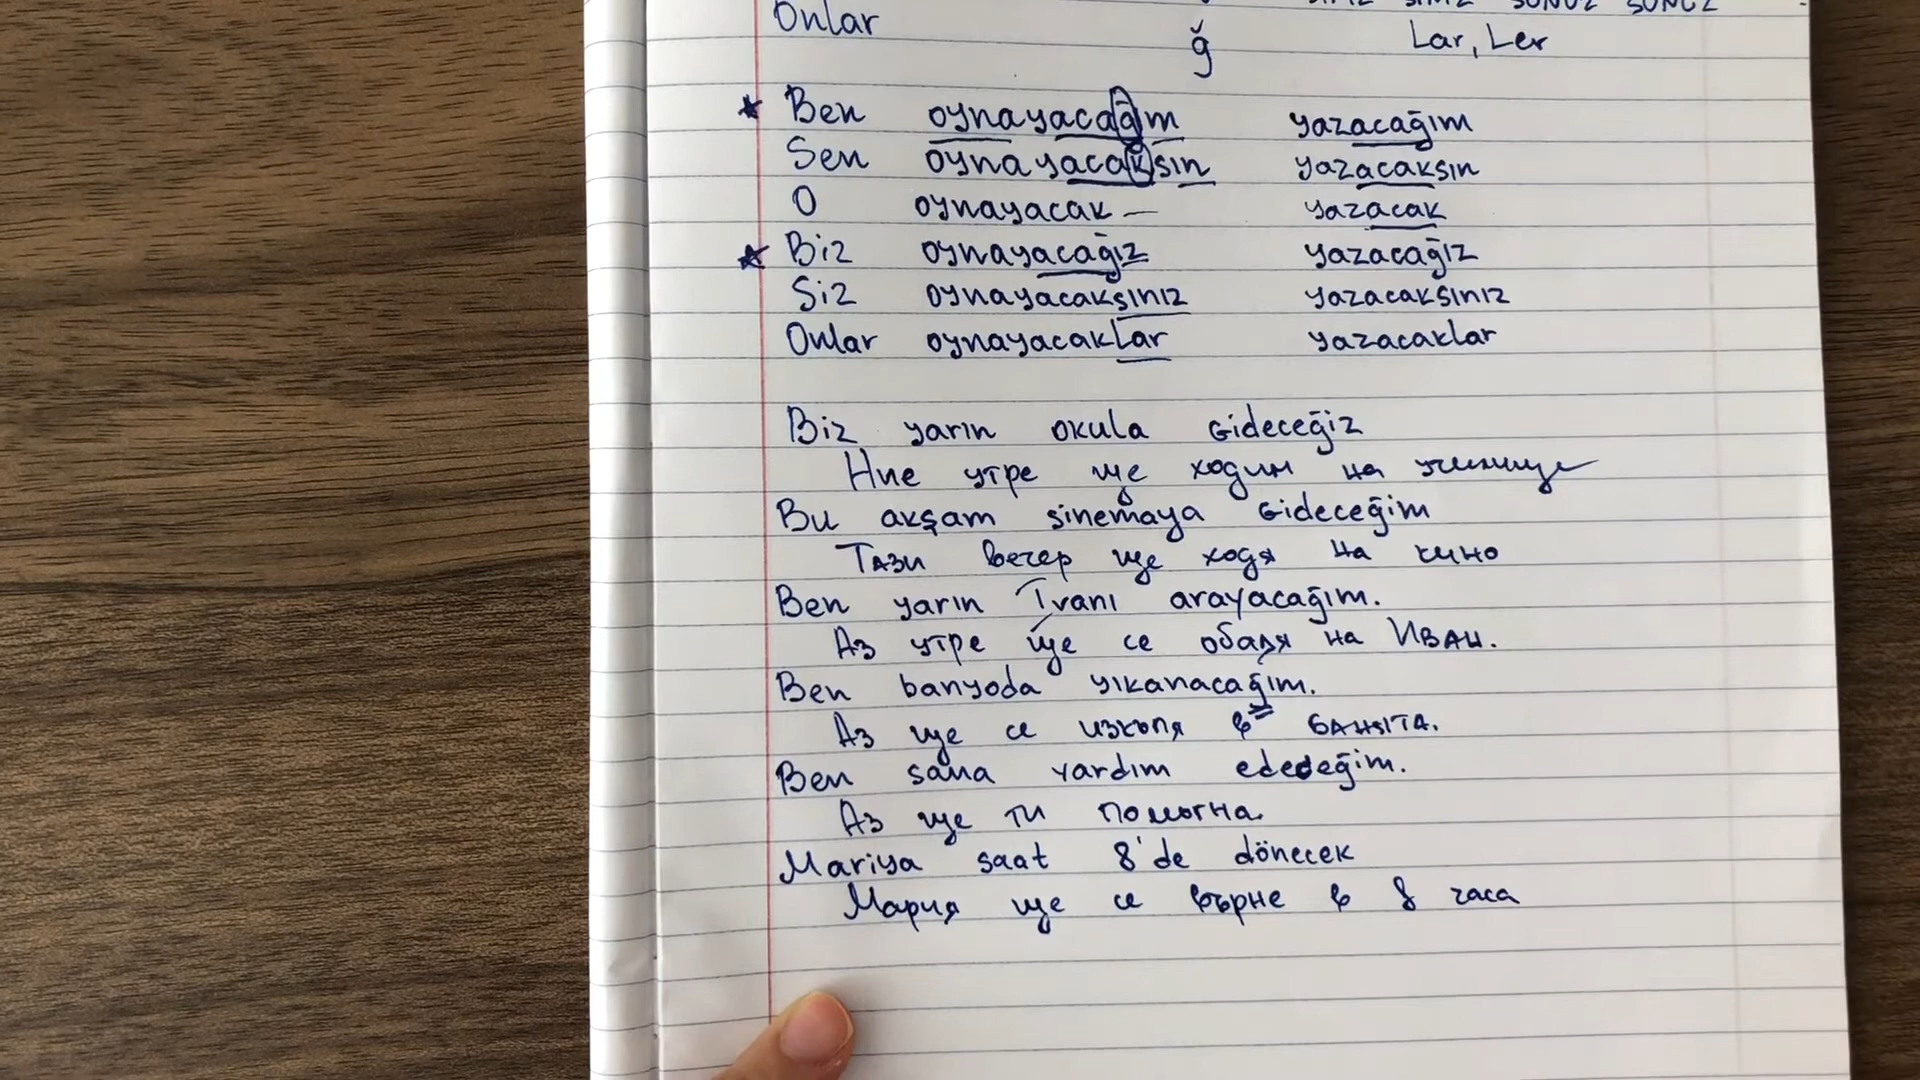 Onlar ğ Lar, Ler
Ben oynayacağım yazacağım
Sen oynayacaksın yazacaksın
O oynayacak — yazacak
Biz oynayacağız yazacağız
Siz oynayacaksınız yazacaksınız
Onlar oynayacaklar yazacaklar
Biz yarın okula Gideceğiz
Ние утре ще ходим на училище
Bu akşam sinemaya Gideceğim
Тази вечер ще ходя на кино
Ben yarın Ivanı arayacağım.
Аз утре ще се обадя на Иван.
Ben banyoda yıkanacağım.
Аз ще се изкъпя в банята.
Ben sana yardım edeceğim.
Аз ще ти помогна.
Mariya saat 8'de dönecek
Мария ще се върне в 8 часа